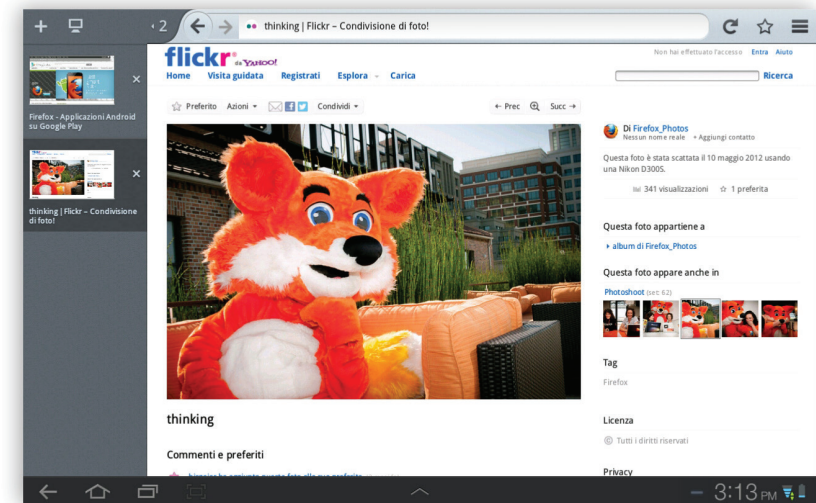 2
thinking | Flickr – Condivisione di foto!
Firefox - Applicazioni Android
su Google Play
thinking | Flickr – Condivisione
di foto!
flickr da YAHOO!
Non hai effettuato l'accesso Entra Aiuto
Home Visita guidata Registrati Esplora Carica
Ricerca
Preferito Azioni Condividi
← Prec Succ →
Di Firefox_Photos
Nessun nome reale + Aggiungi contatto
Questa foto è stata scattata il 10 maggio 2012 usando
una Nikon D300S.
341 visualizzazioni 1 preferita
Questa foto appartiene a
album di Firefox_Photos
Questa foto appare anche in
Photoshoot (set: 62)
Tag
Firefox
Licenza
© Tutti i diritti riservati
Privacy
thinking
Commenti e preferiti
3:13 PM